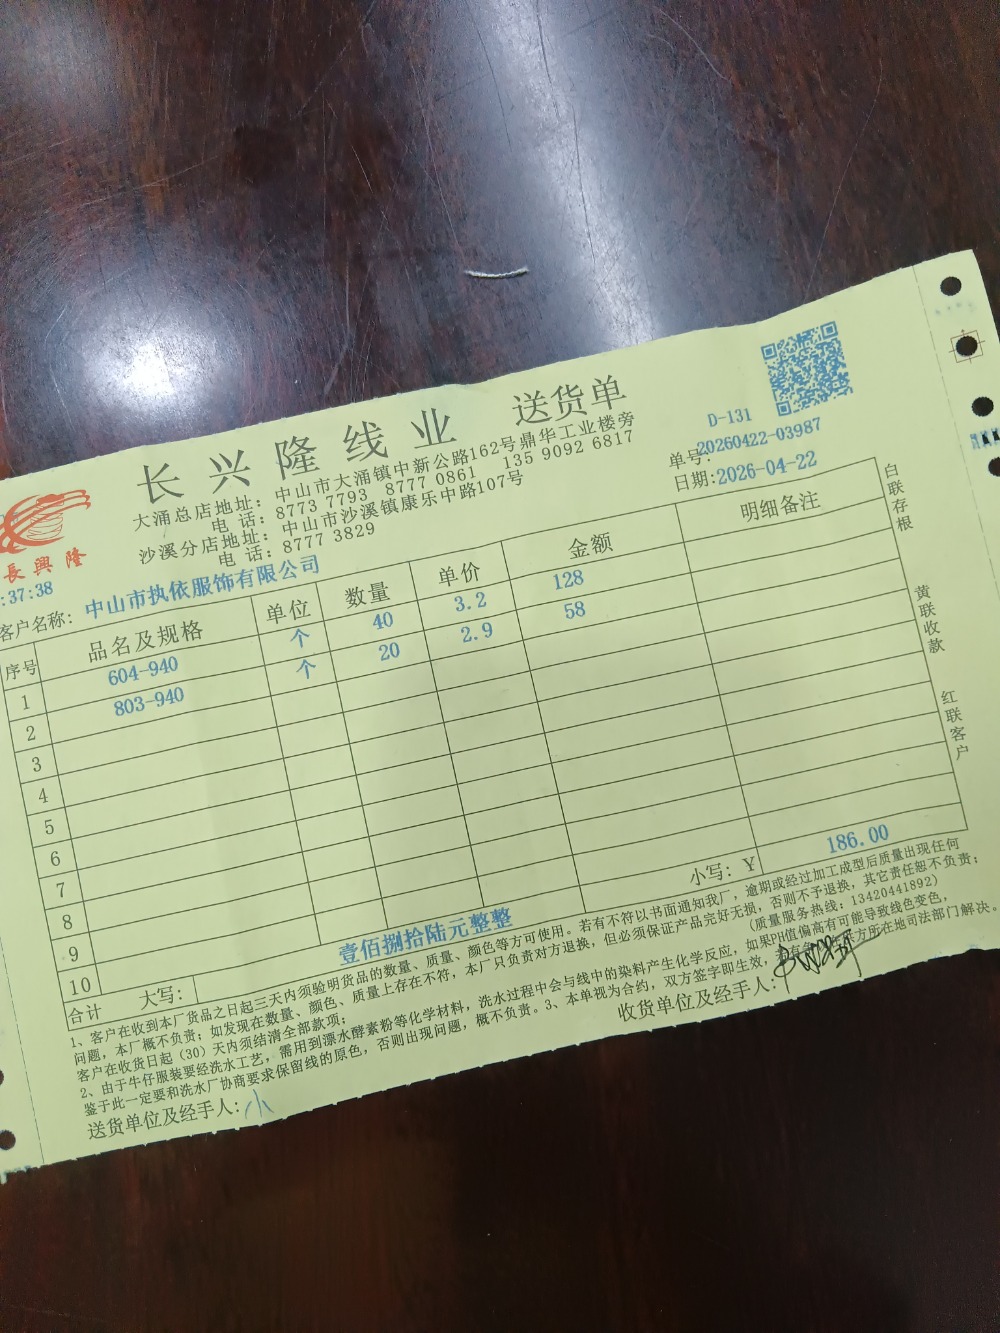 长兴隆线业 送货单
D-131
大涌总店地址：中山市大涌镇中新公路162号鼎华工业楼旁
电 话：8773 7793 8777 0861 135 9092 6817
沙溪分店地址：中山市沙溪镇康乐中路107号
电 话：8777 3829
单号:20260422-03987
日期:2026-04-22
長興隆
:37:38
客户名称: 中山市执依服饰有限公司
序号 品名及规格 单位 数量 单价 金额 明细备注
1 604-940 个 40 3.2 128
2 803-940 个 20 2.9 58
3
4
5
6
7
8
9
10
合计 大写: 壹佰捌拾陆元整整 小写: Y 186.00
1、客户在收到本厂货品之日起三天内须验明货品的数量、质量、颜色等方可使用。若有不符以书面通知我厂，逾期或经过加工成型后质量出现任何
问题，本厂概不负责；如发现在数量、颜色、质量上存在不符，本厂只负责对方退换，但必须保证产品完好无损，否则不予退换，其它责任恕不负责；
客户在收货日起（30）天内须结清全部款项；
(质量服务热线: 13420441892)
2、由于牛仔服装要经洗水工艺，需用到漂水酵素粉等化学材料，洗水过程中会与线中的染料产生化学反应，如果PH值偏高有可能导致线色变色，
鉴于此一定要和洗水厂协商要求保留线的原色，否则出现问题，概不负责。3、本单视为合约，双方签字即生效，方所在地司法部门解决。
送货单位及经手人: 小
收货单位及经手人:
白联存根
黄联收款
红联客户